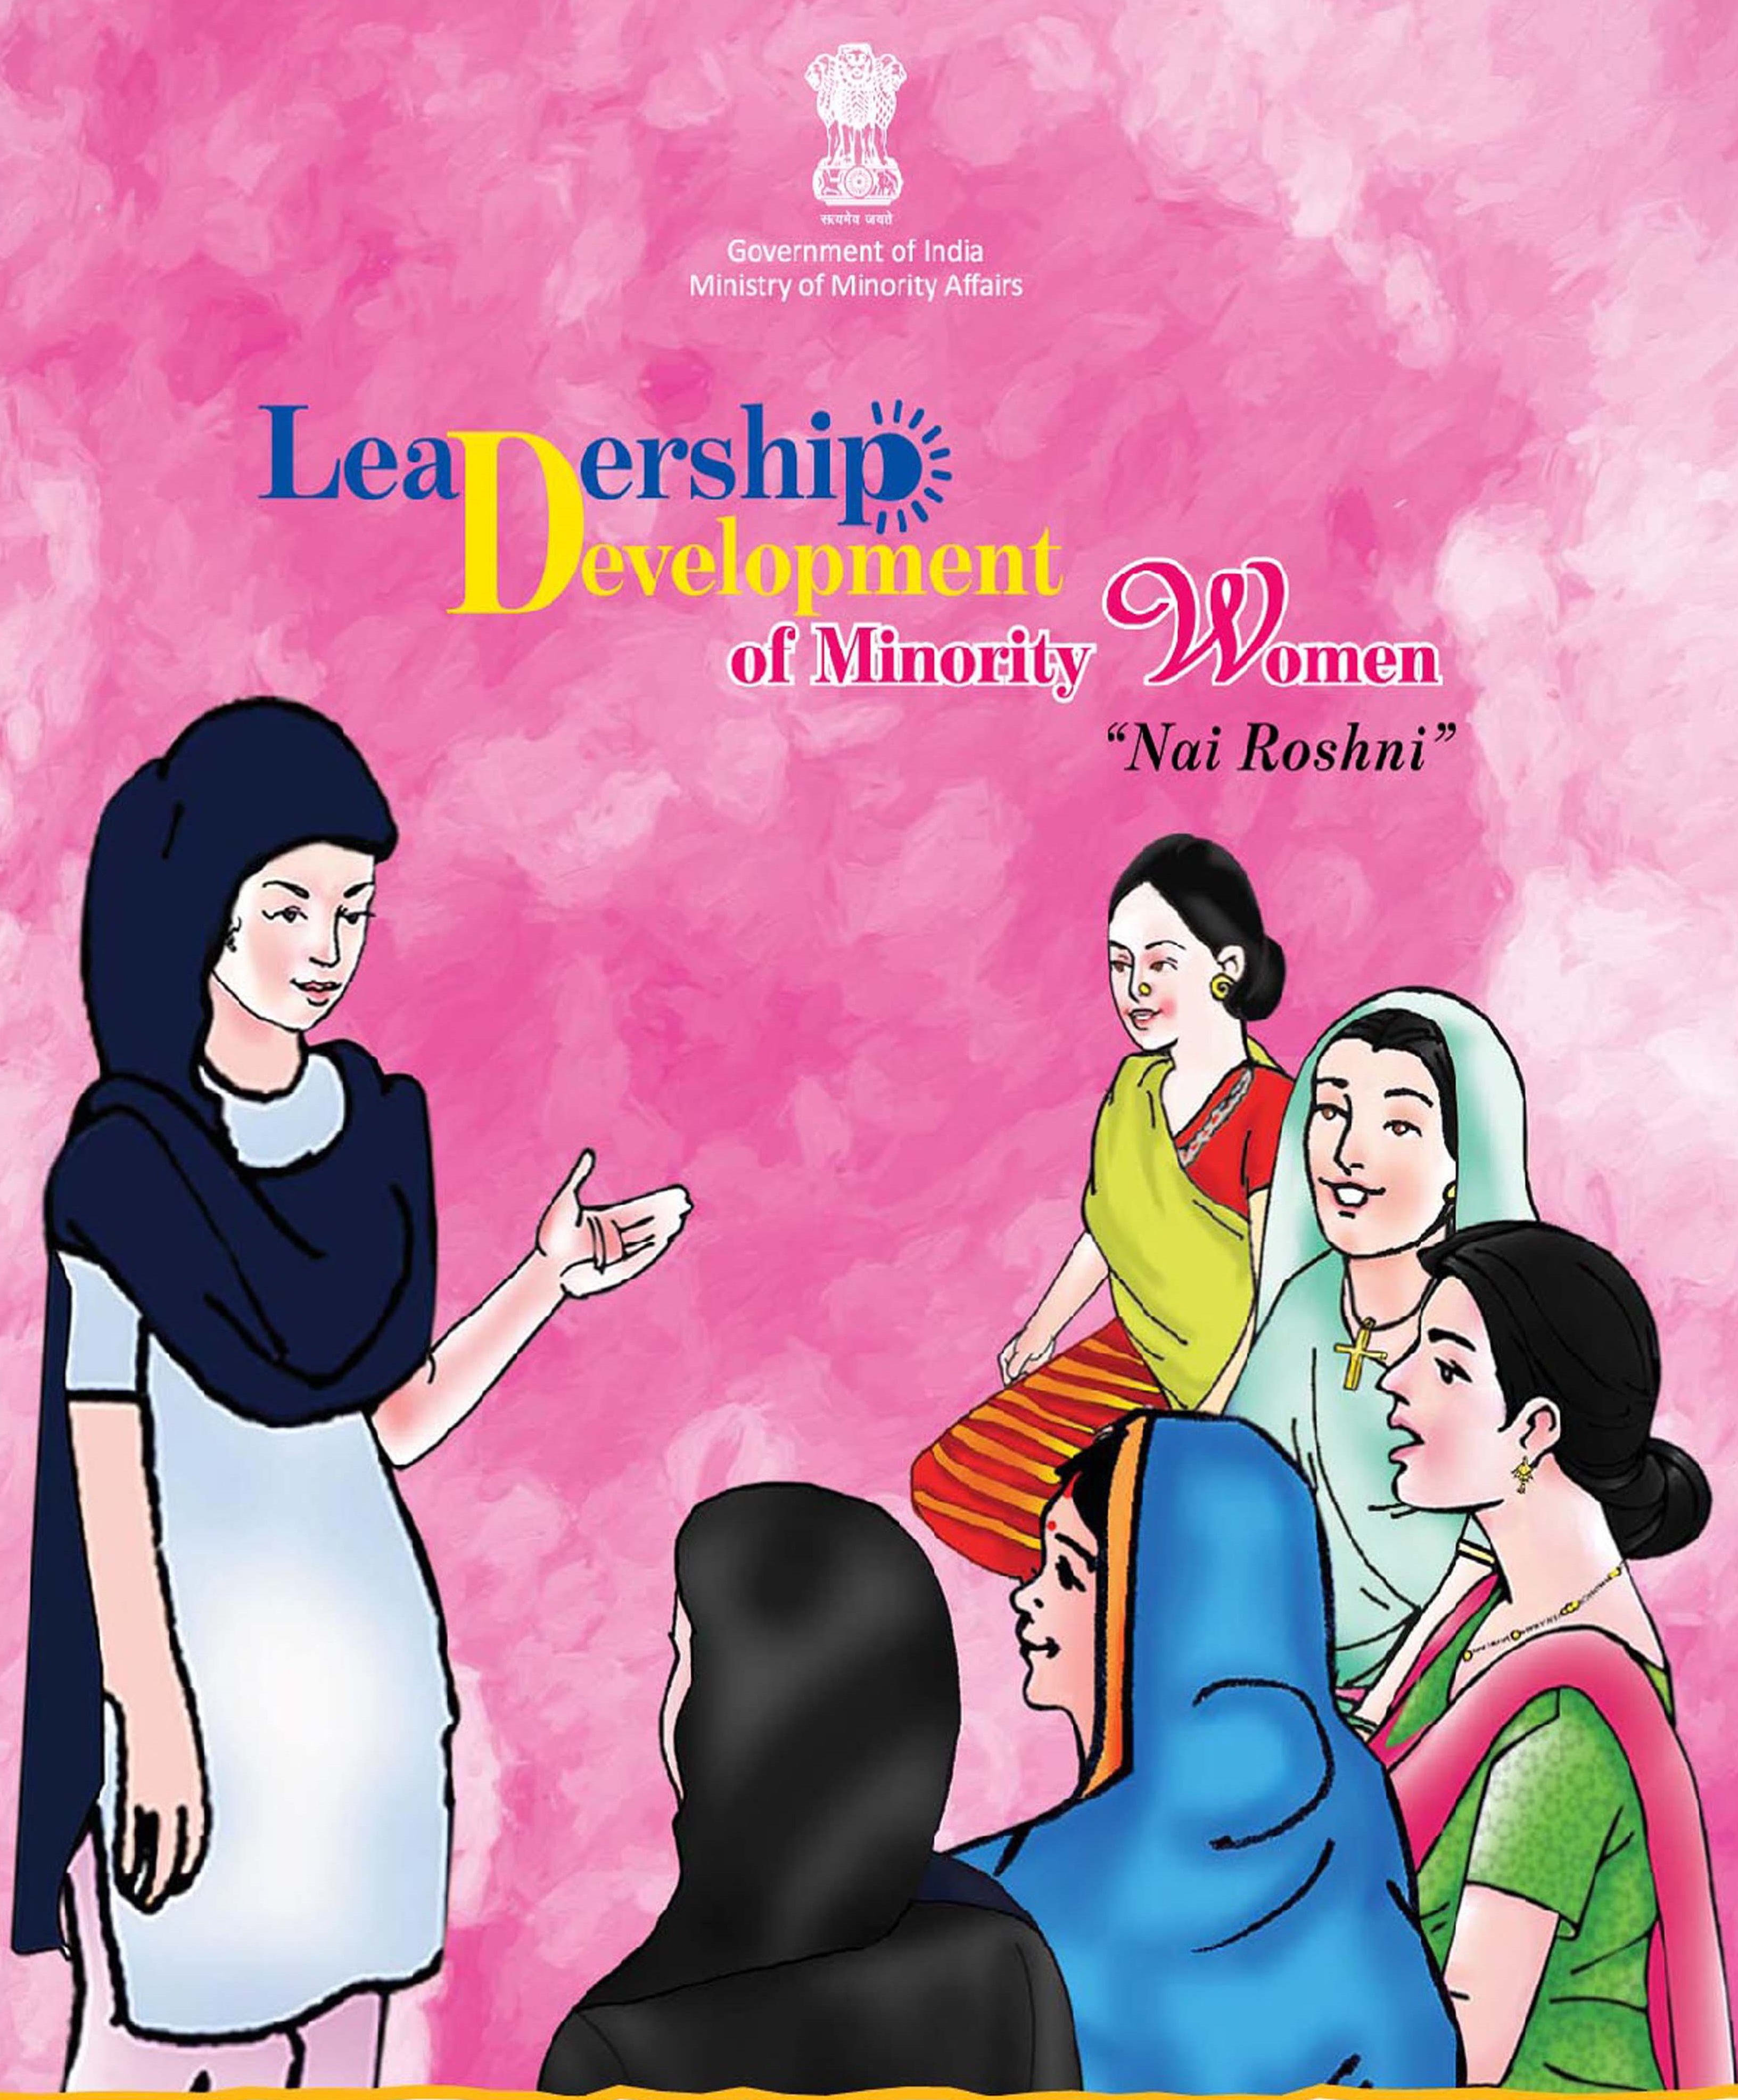 सत्यमेव जयते
Government of India
Ministry of Minority Affairs
LeaDership
Development
of Minority Women
“Nai Roshni”